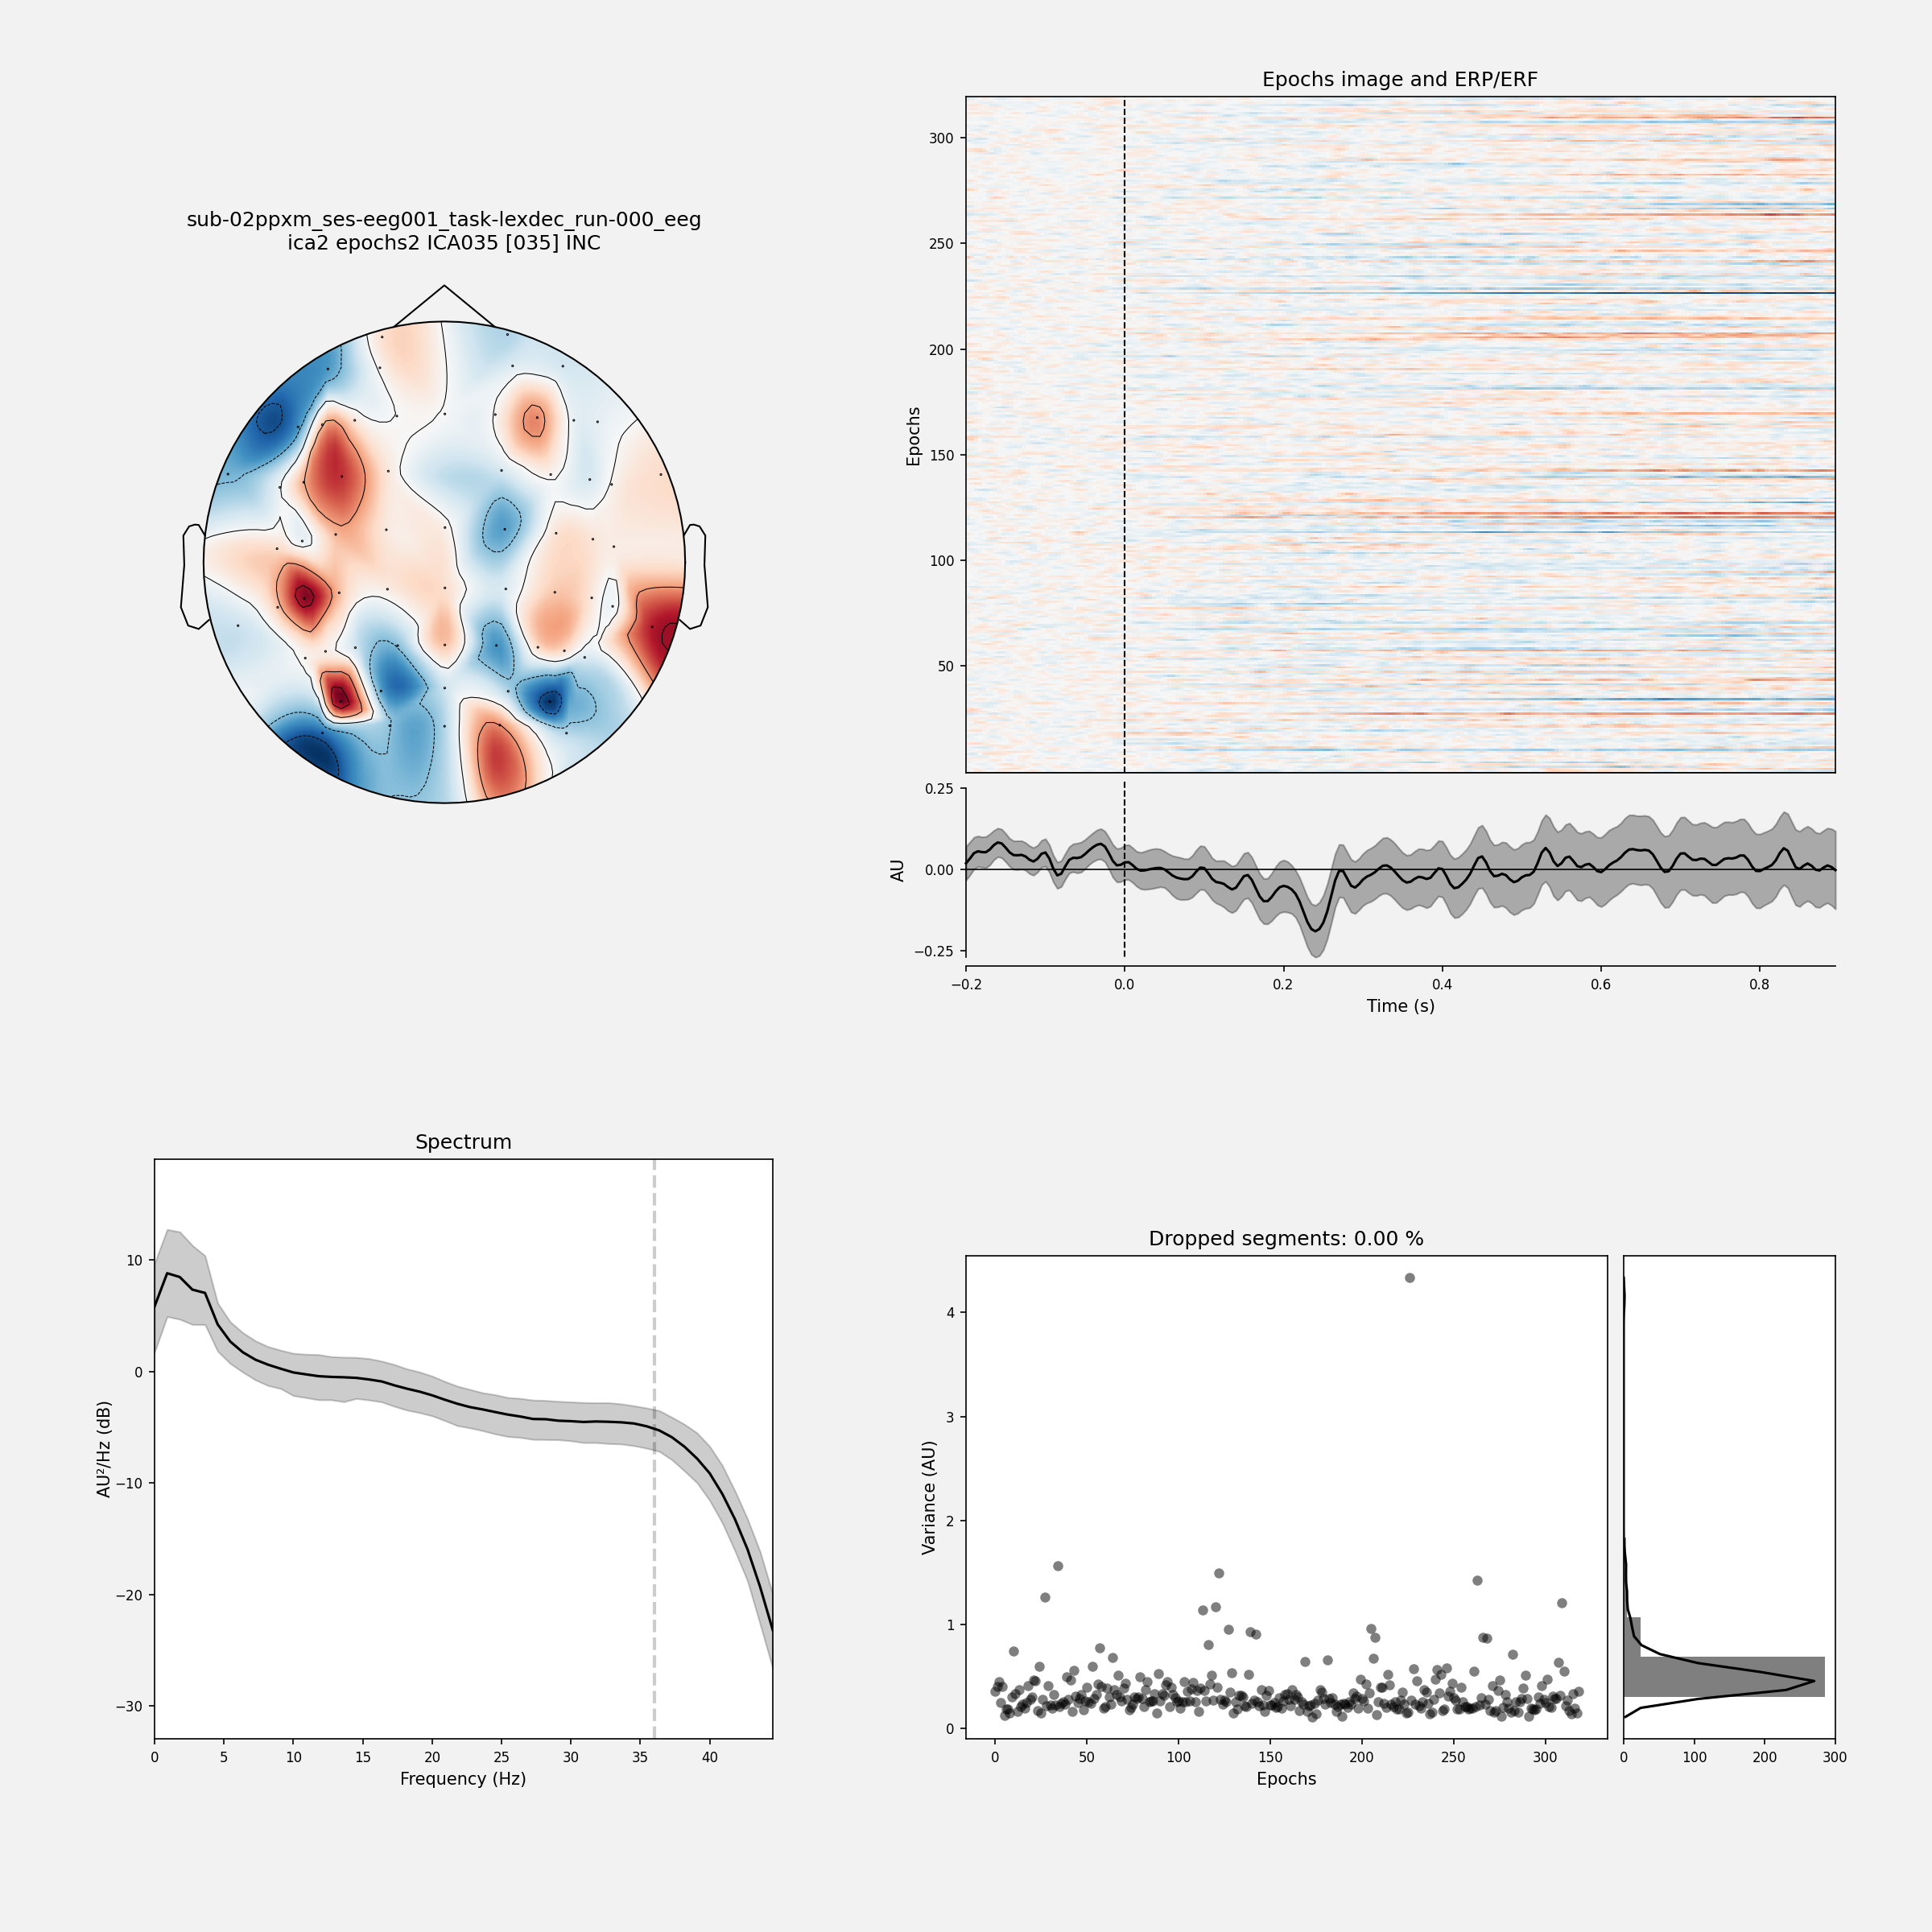 sub-02ppxm_ses-eeg001_task-lexdec_run-000_eeg
ica2 epochs2 ICA035 [035] INC
Epochs image and ERP/ERF
Epochs
300
250
200
150
100
50
AU
0.25
0.00
−0.25
−0.2 0.0 0.2 0.4 0.6 0.8
Time (s)
Spectrum
AU²/Hz (dB)
10
0
−10
−20
−30
0 5 10 15 20 25 30 35 40
Frequency (Hz)
Dropped segments: 0.00 %
Variance (AU)
4
3
2
1
0
0 50 100 150 200 250 300
Epochs
0 100 200 300